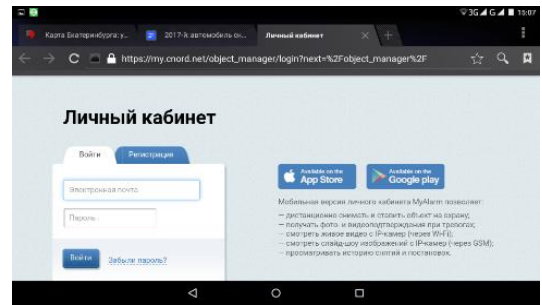 3G G 15:07
Карта Екатеринбурга: у..
2017-й: автомобиль он...
Личный кабинет
https://my.cnord.net/object_manager/login?next=%2Fobject_manager%2F
Личный кабинет
Войти
Регистрация
Электронная почта
Пароль
Войти
Забыли пароль?
Available on the
App Store
Available on the
Google play
Мобильная версия личного кабинета MyAlarm позволяет:
— дистанционно снимать и ставить объект на охрану;
— получать фото- и видеоподтверждения при тревогах;
— смотреть живое видео с IP-камер (через Wi-Fi);
— смотреть слайд-шоу изображений с IP-камер (через GSM);
— просматривать историю снятий и постановок.